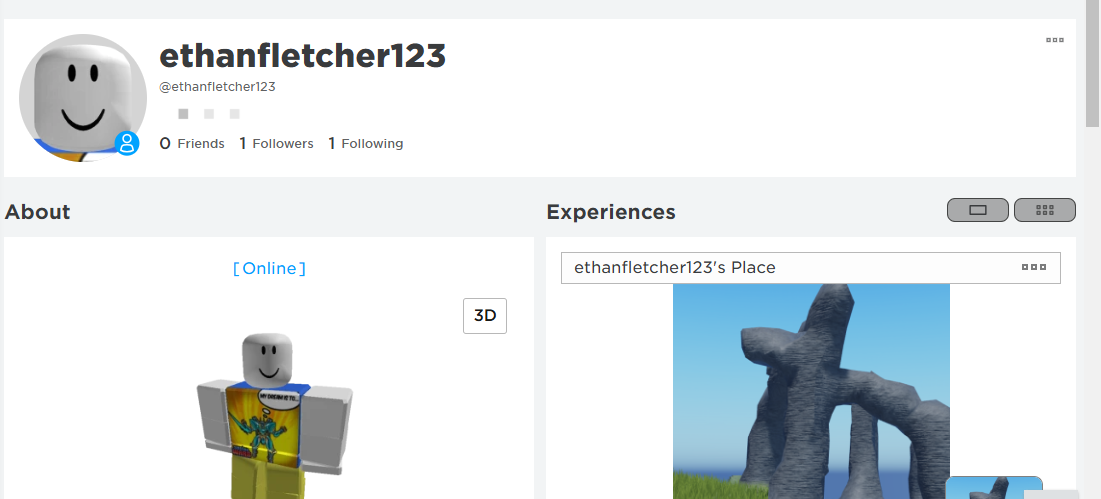 ethanfletcher123
@ethanfletcher123
0 Friends 1 Followers 1 Following
About
Experiences
[ Online ]
ethanfletcher123's Place
3D
MY DREAM IS TO...